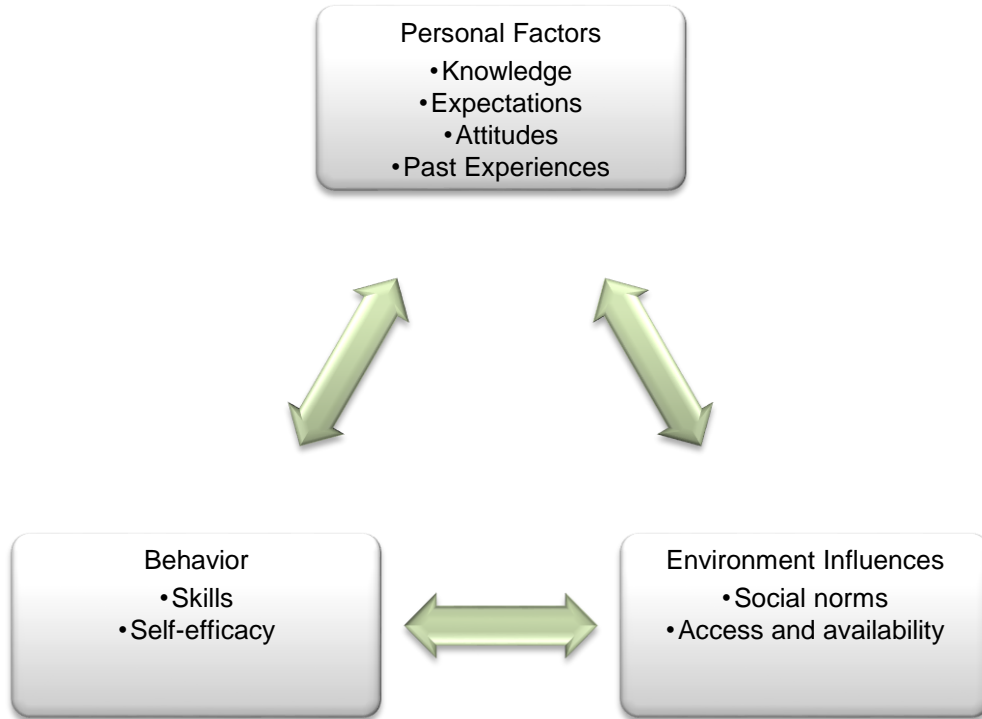 Personal Factors
•Knowledge
•Expectations
•Attitudes
•Past Experiences
Behavior
•Skills
•Self-efficacy
Environment Influences
•Social norms
•Access and availability